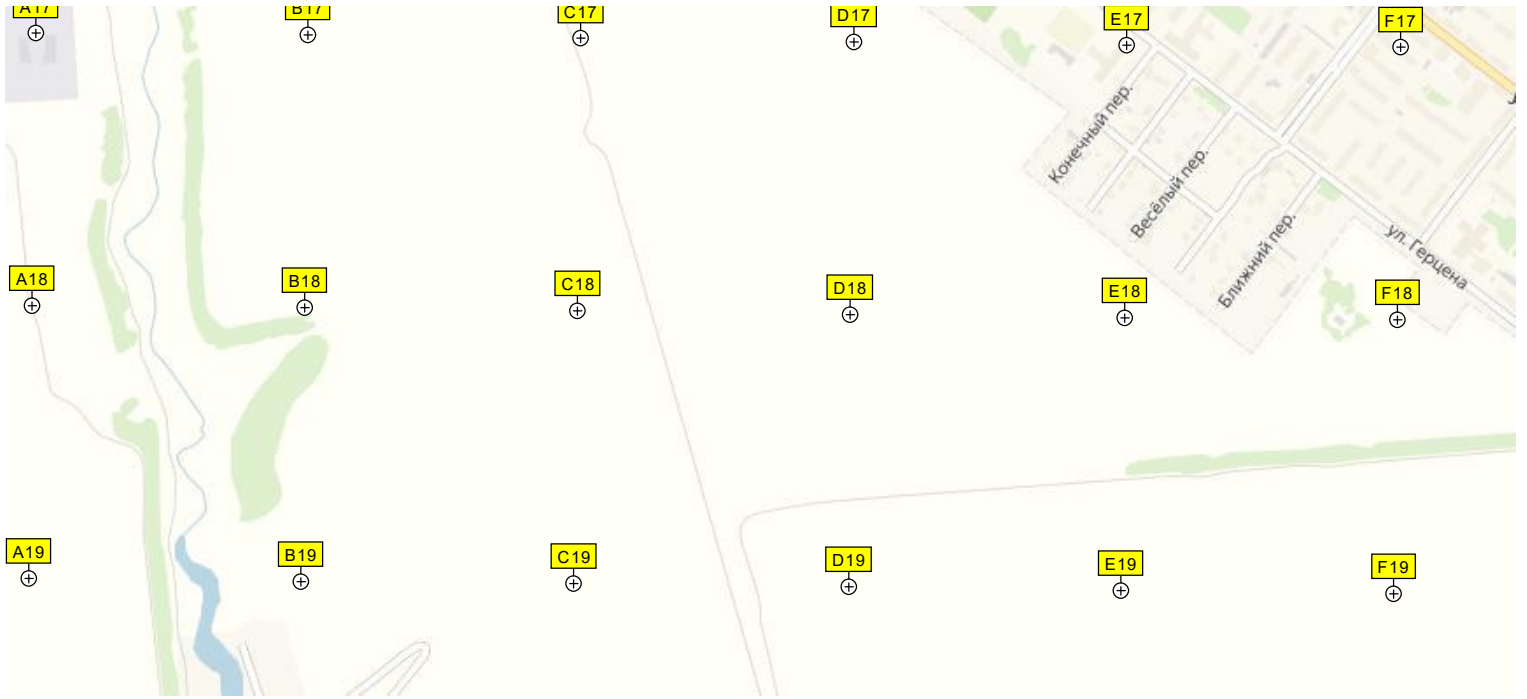 A17
B17
C17
D17
E17
F17
Конечный пер.
Весёлый пер.
Ближний пер.
ул. Герцена
A18
B18
C18
D18
E18
F18
A19
B19
C19
D19
E19
F19